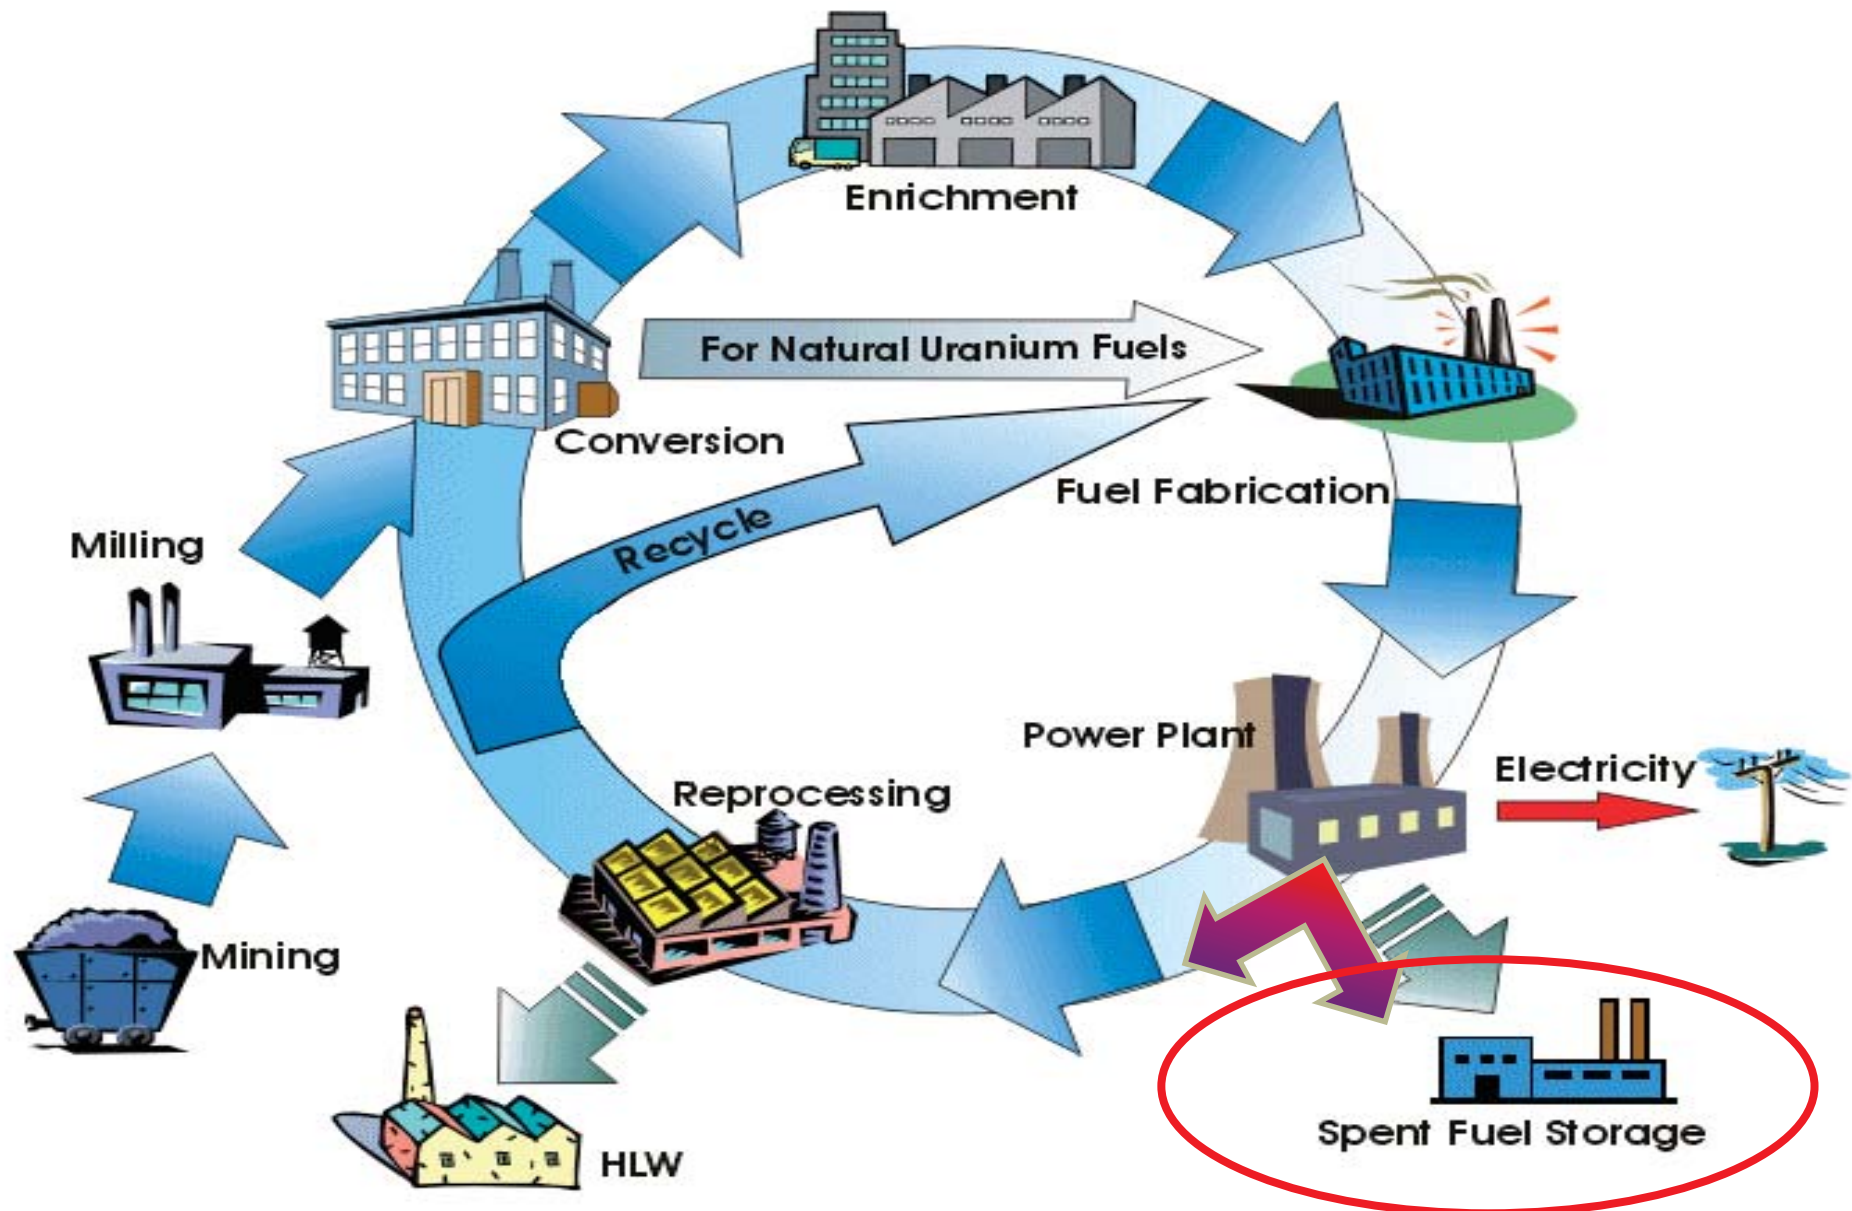 Enrichment
For Natural Uranium Fuels
Conversion
Fuel Fabrication
Recycle
Milling
Power Plant
Electricity
Reprocessing
Mining
Spent Fuel Storage
HLW